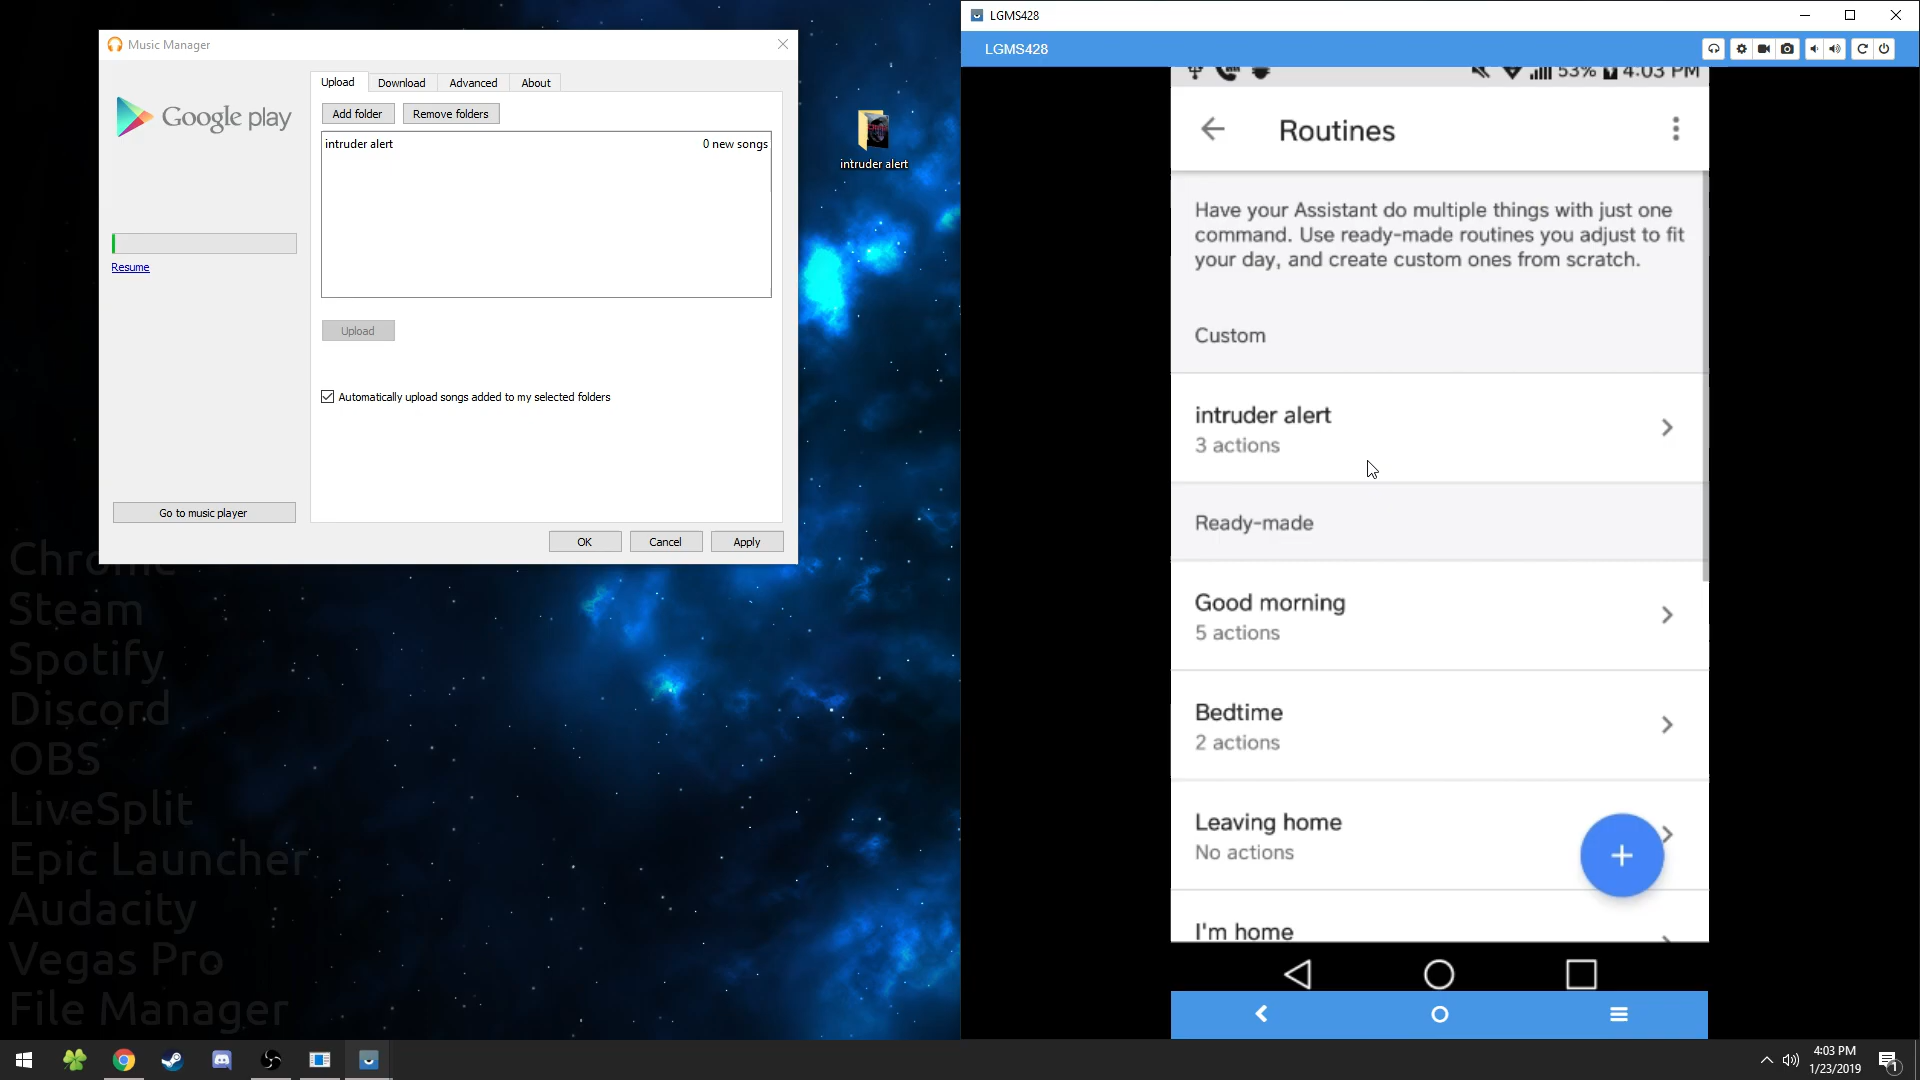 Music Manager
Google play
Resume
Go to music player
Upload
Download
Advanced
About
Add folder
Remove folders
intruder alert
0 new songs
Upload
Automatically upload songs added to my selected folders
OK
Cancel
Apply
intruder alert
Chrome
Steam
Spotify
Discord
OBS
LiveSplit
Epic Launcher
Audacity
Vegas Pro
File Manager
LGMS428
LGMS428
53% 4:03 PM
Routines
Have your Assistant do multiple things with just one
command. Use ready-made routines you adjust to fit
your day, and create custom ones from scratch.
Custom
intruder alert
3 actions
Ready-made
Good morning
5 actions
Bedtime
2 actions
Leaving home
No actions
I'm home
4:03 PM
1/23/2019
1